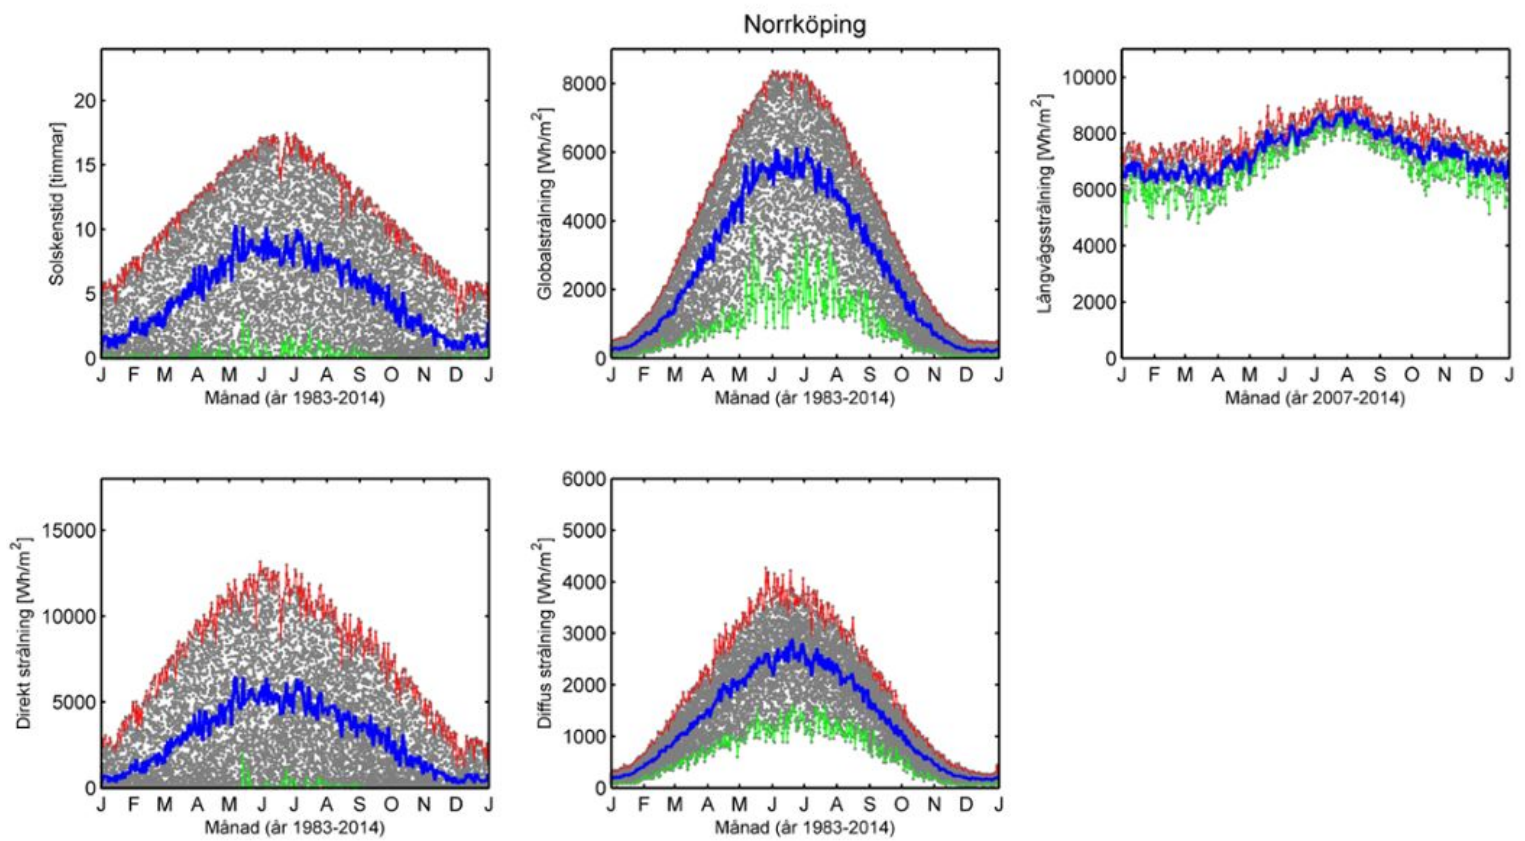 Norrköping
Solskenstid [timmar]
20
15
10
5
0
J F M A M J J A S O N D J
Månad (år 1983-2014)
Globalstrålning [Wh/m²]
8000
6000
4000
2000
0
J F M A M J J A S O N D J
Månad (år 1983-2014)
Långvågsstrålning [Wh/m²]
10000
8000
6000
4000
2000
0
J F M A M J J A S O N D J
Månad (år 2007-2014)
Direkt strålning [Wh/m²]
15000
10000
5000
0
J F M A M J J A S O N D J
Månad (år 1983-2014)
Diffus strålning [Wh/m²]
6000
5000
4000
3000
2000
1000
0
J F M A M J J A S O N D J
Månad (år 1983-2014)